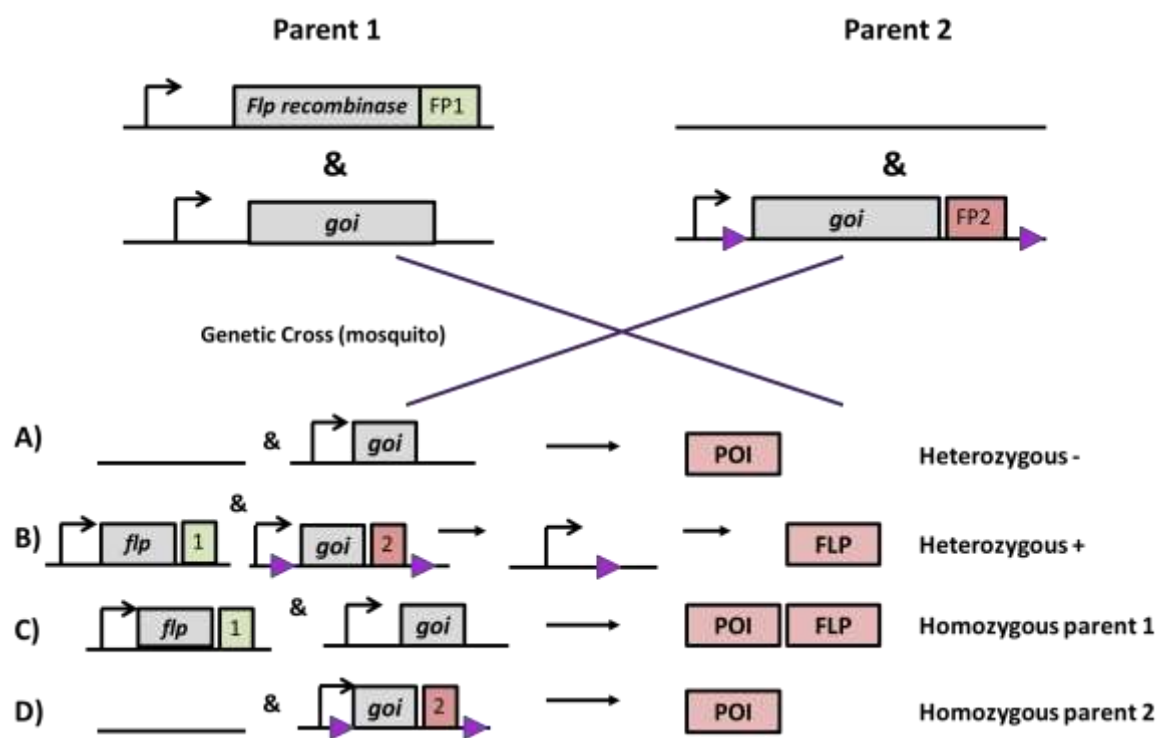 Parent 1
Parent 2
Flp recombinase FP1
&
&
goi
goi FP2
Genetic Cross (mosquito)
A) & goi POI Heterozygous -
B) flp 1 & goi 2 FLP Heterozygous +
C) flp 1 & goi POI FLP Homozygous parent 1
D) & goi 2 POI Homozygous parent 2